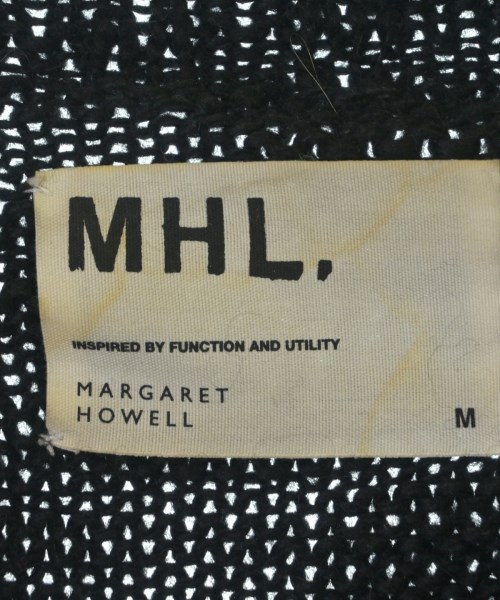 MHL.
INSPIRED BY FUNCTION AND UTILITY
MARGARET
HOWELL
M